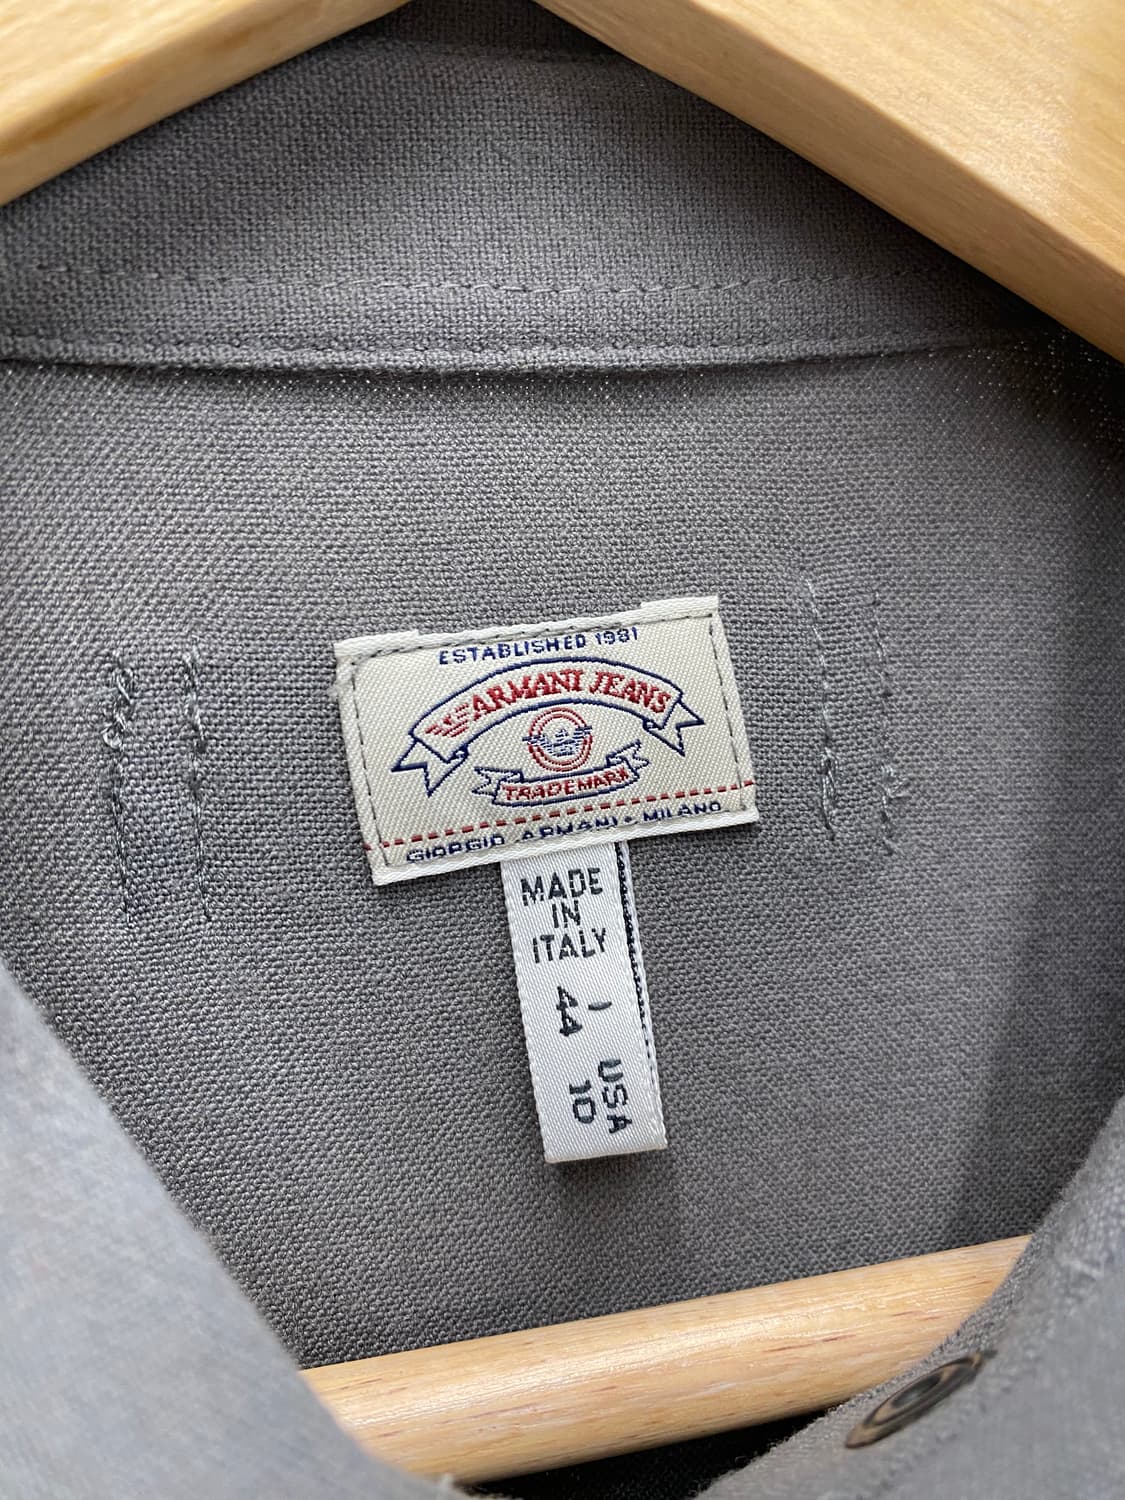 ESTABLISHED 1981
ARMANI JEANS
TRADEMARK
GIORGIO ARMANI - MILANO
MADE
IN
ITALY
I 44
USA 10